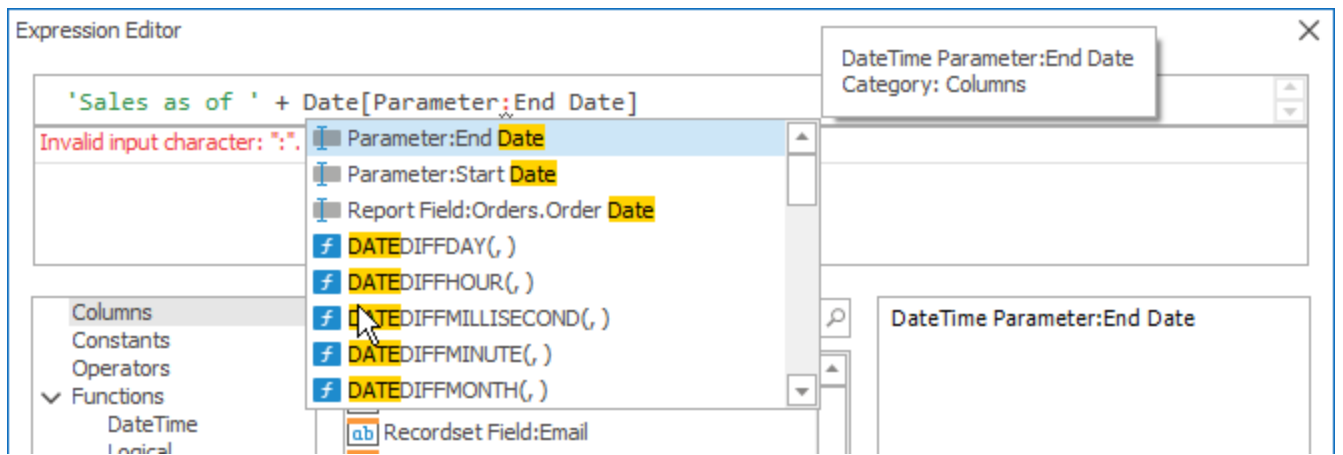 Expression Editor
DateTime Parameter:End Date
Category: Columns
'Sales as of ' + Date[Parameter:End Date]
Invalid input character: ":".
Parameter:End Date
Parameter:Start Date
Report Field:Orders.Order Date
DATEDIFFDAY(, )
DATEDIFFHOUR(, )
DATEDIFFMILLISECOND(, )
DATEDIFFMINUTE(, )
DATEDIFFMONTH(, )
Columns
Constants
Operators
Functions
DateTime
Logical
ab Recordset Field:Email
DateTime Parameter:End Date